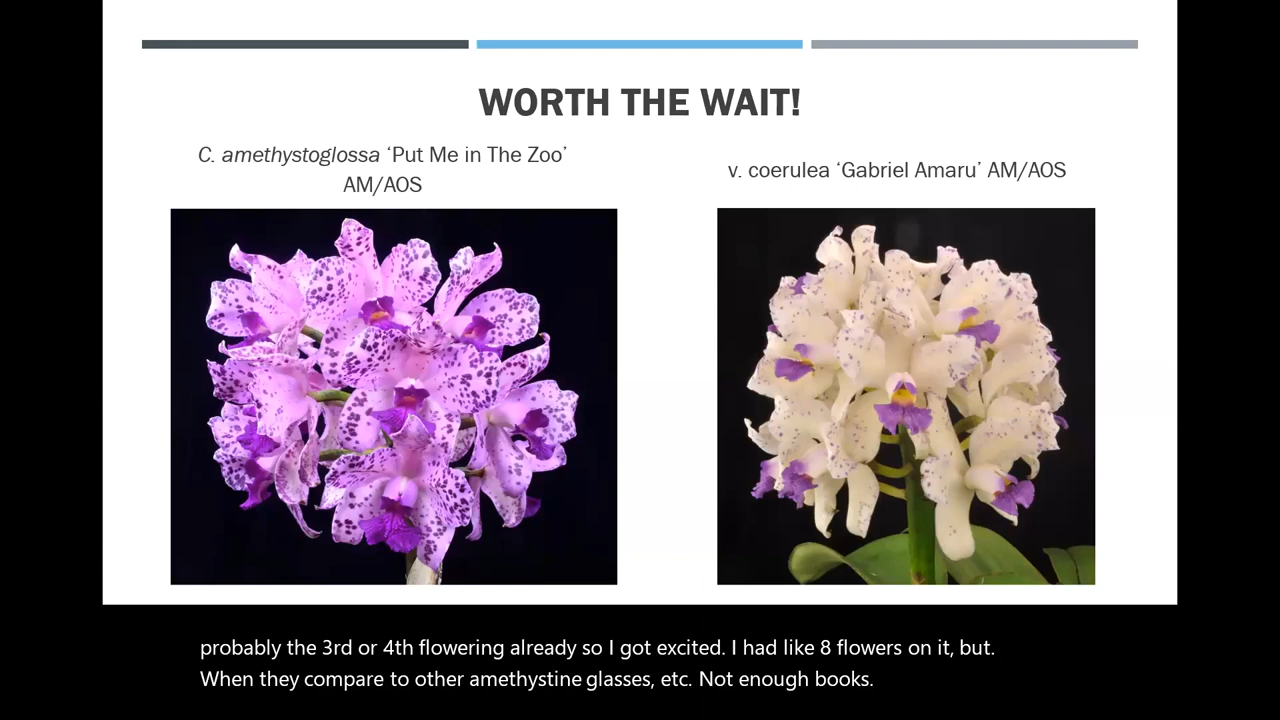 WORTH THE WAIT!
C. amethystoglossa ‘Put Me in The Zoo’
AM/AOS
v. coerulea ‘Gabriel Amaru’ AM/AOS
probably the 3rd or 4th flowering already so I got excited. I had like 8 flowers on it, but.
When they compare to other amethystine glasses, etc. Not enough books.